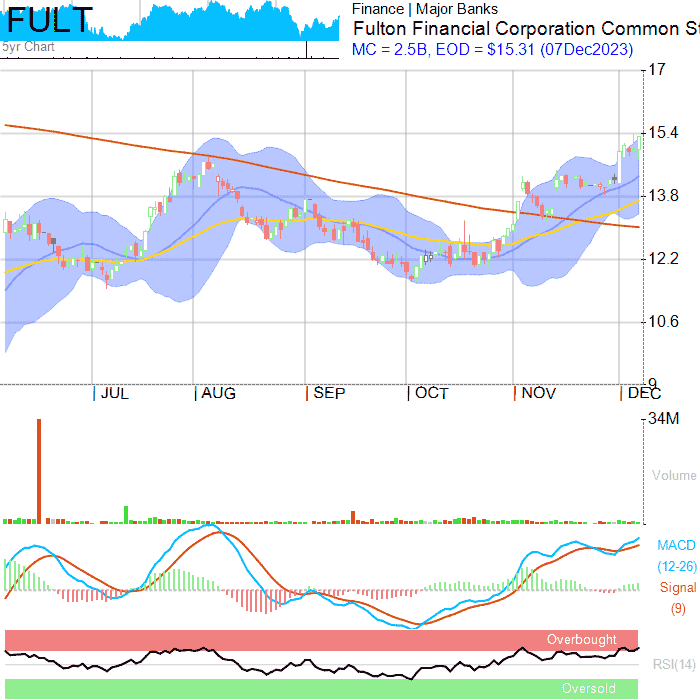 FULT
5yr Chart
Finance | Major Banks
Fulton Financial Corporation Common St
MC = 2.5B, EOD = $15.31 (07Dec2023)
17
15.4
13.8
12.2
10.6
9
JUL AUG SEP OCT NOV DEC
34M
Volume
MACD
(12-26)
Signal
(9)
Overbought
RSI(14)
Oversold